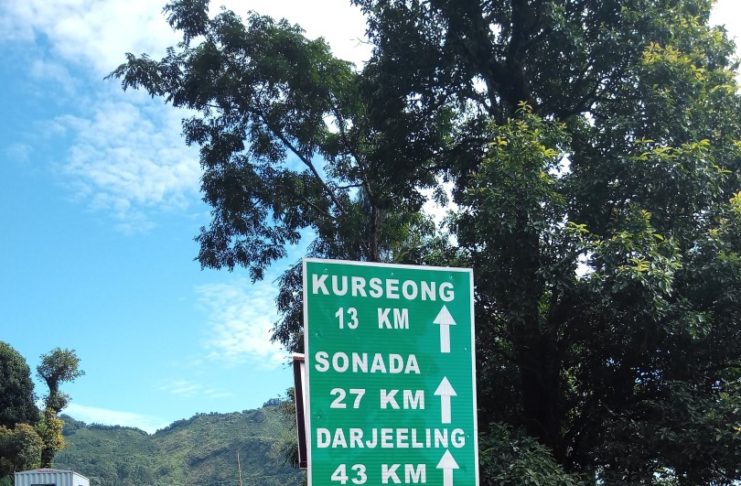 KURSEONG
13 KM
SONADA
27 KM
DARJEELING
43 KM